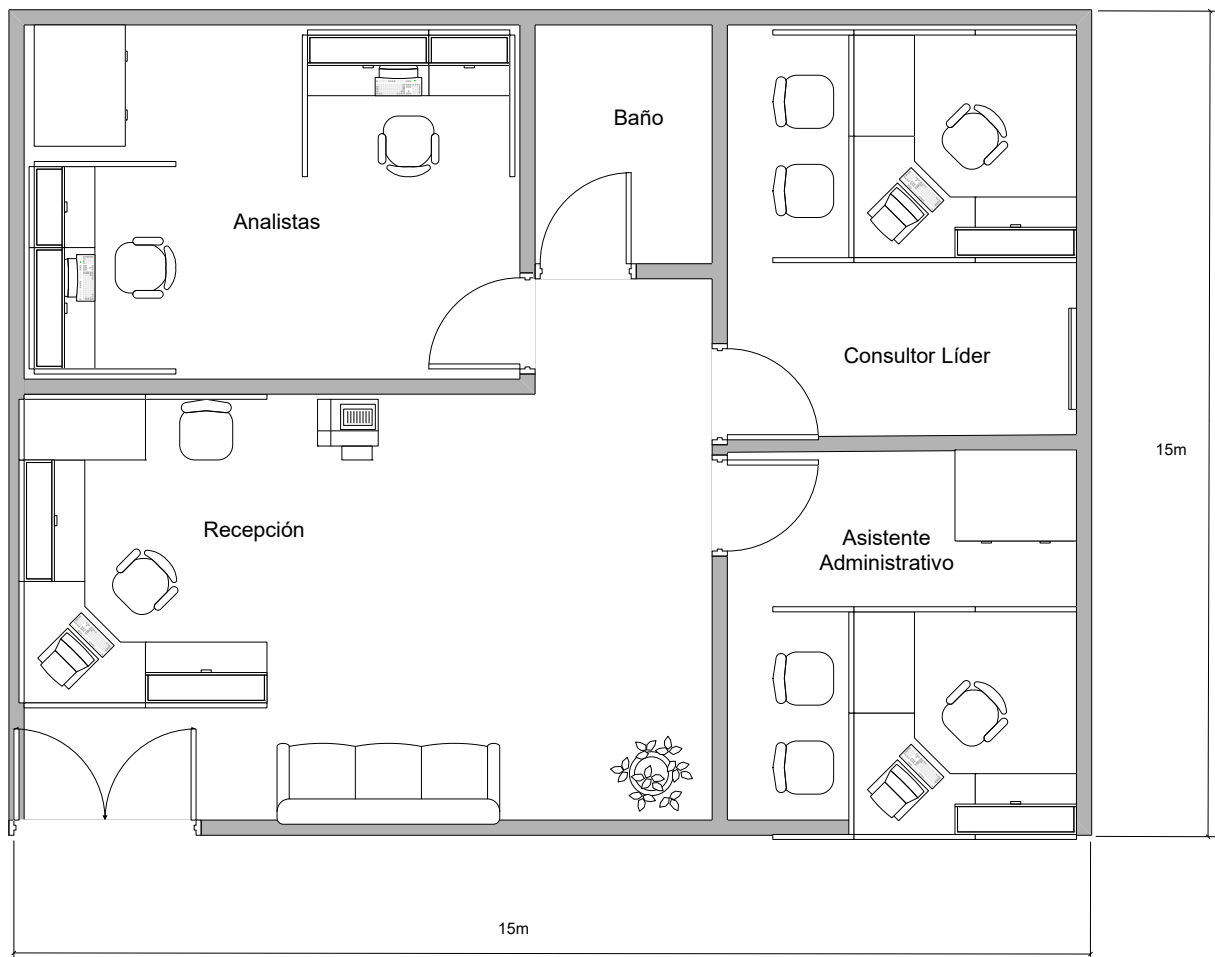 Baño
Analistas
Consultor Líder
15m
Recepción
Asistente
Administrativo
15m